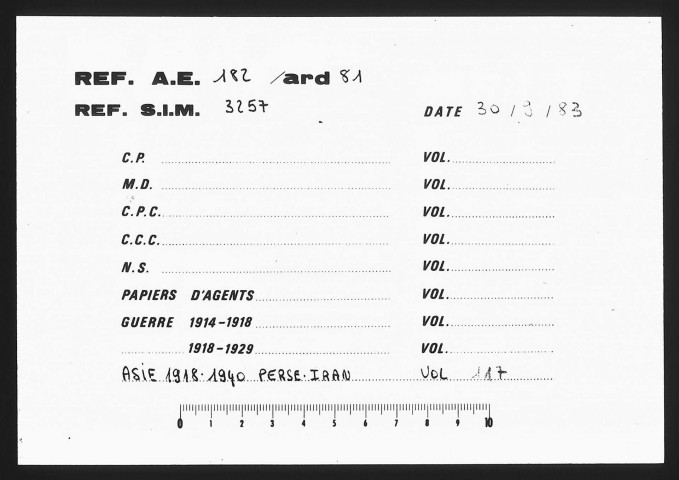 REF. A.E. 182 /ard 81
REF. S.I.M. 3257 DATE 30/9/83
C.P. VOL.
M.D. VOL.
C.P.C. VOL.
C.C.C. VOL.
N.S. VOL.
PAPIERS D'AGENTS VOL.
GUERRE 1914-1918 VOL.
1918-1929 VOL.
ASIE 1918.1940 PERSE.IRAN VOL 117
0 1 2 3 4 5 6 7 8 9 10